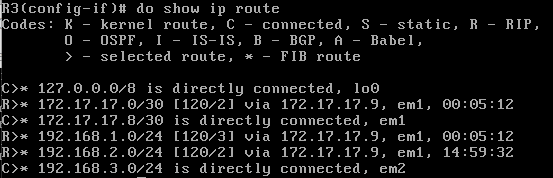 R3(config-if)# do show ip route
Codes: K - kernel route, C - connected, S - static, R - RIP,
O - OSPF, I - IS-IS, B - BGP, A - Babel,
> - selected route, * - FIB route
C>* 127.0.0.0/8 is directly connected, lo0
R>* 172.17.17.0/30 [120/2] via 172.17.17.9, em1, 00:05:12
C>* 172.17.17.8/30 is directly connected, em1
R>* 192.168.1.0/24 [120/3] via 172.17.17.9, em1, 00:05:12
R>* 192.168.2.0/24 [120/2] via 172.17.17.9, em1, 14:59:32
C>* 192.168.3.0/24 is directly connected, em2